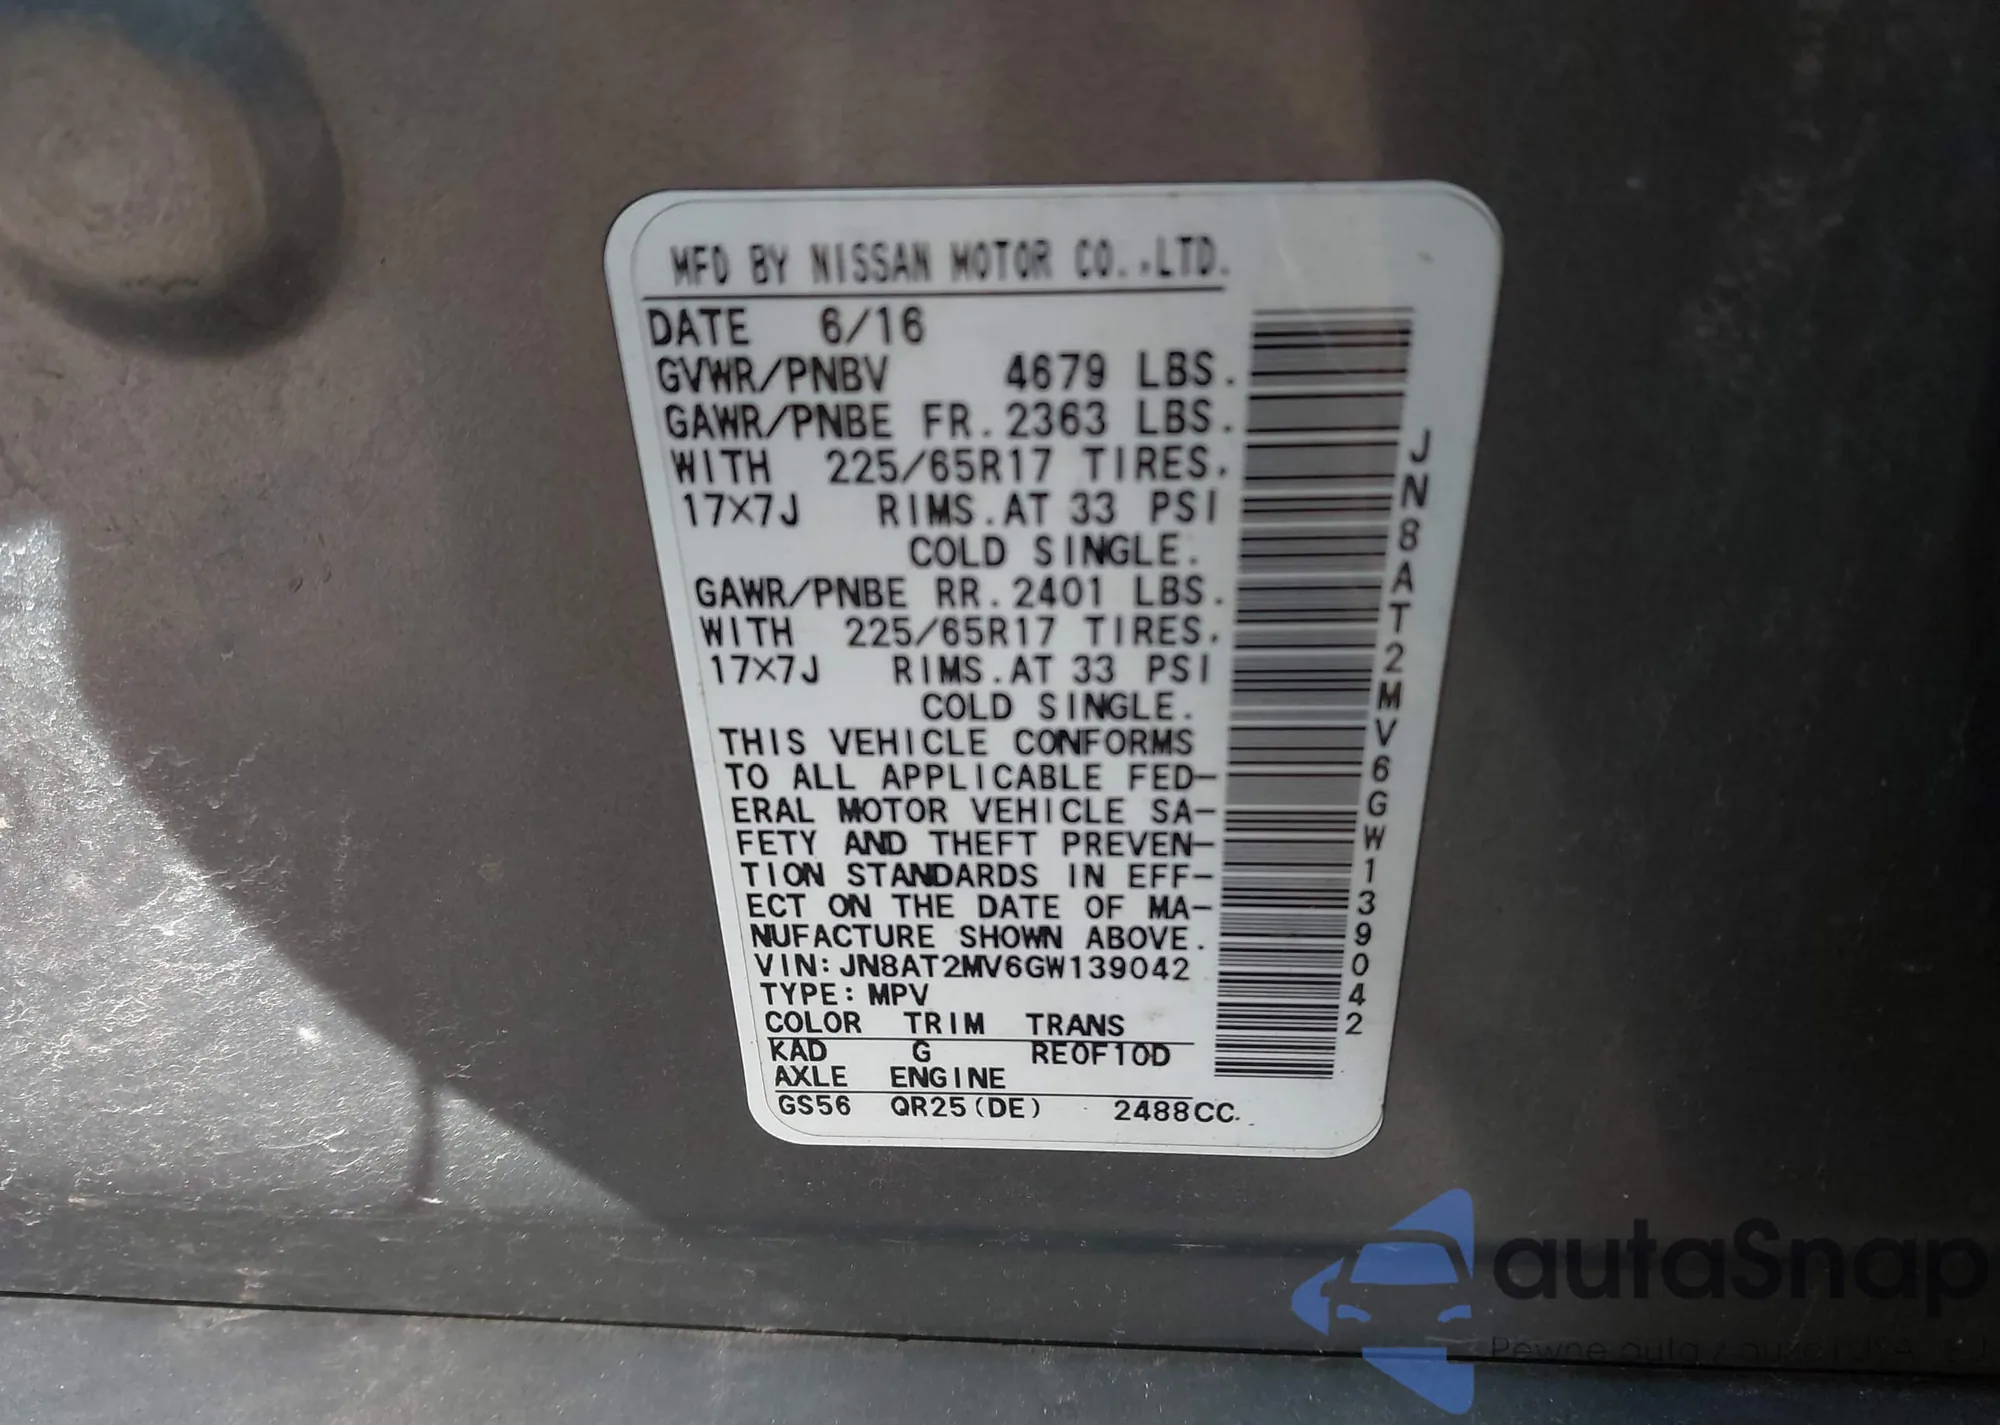 MFD BY NISSAN MOTOR CO.,LTD.
DATE 6/16
GVWR/PNBV 4679 LBS.
GAWR/PNBE FR. 2363 LBS.
WITH 225/65R17 TIRES.
17×7J RIMS.AT 33 PSI
COLD SINGLE.
GAWR/PNBE RR. 2401 LBS.
WITH 225/65R17 TIRES.
17×7J RIMS.AT 33 PSI
COLD SINGLE.
THIS VEHICLE CONFORMS
TO ALL APPLICABLE FED-
ERAL MOTOR VEHICLE SA-
FETY AND THEFT PREVEN-
TION STANDARDS IN EFF-
ECT ON THE DATE OF MA-
NUFACTURE SHOWN ABOVE.
VIN: JN8AT2MV6GW139042
TYPE: MPV
COLOR TRIM TRANS
KAD G RE0F10D
AXLE ENGINE
GS56 QR25(DE) 2488CC.
JN8AT2MV6GW139042
autaSnap
Pewne auta z